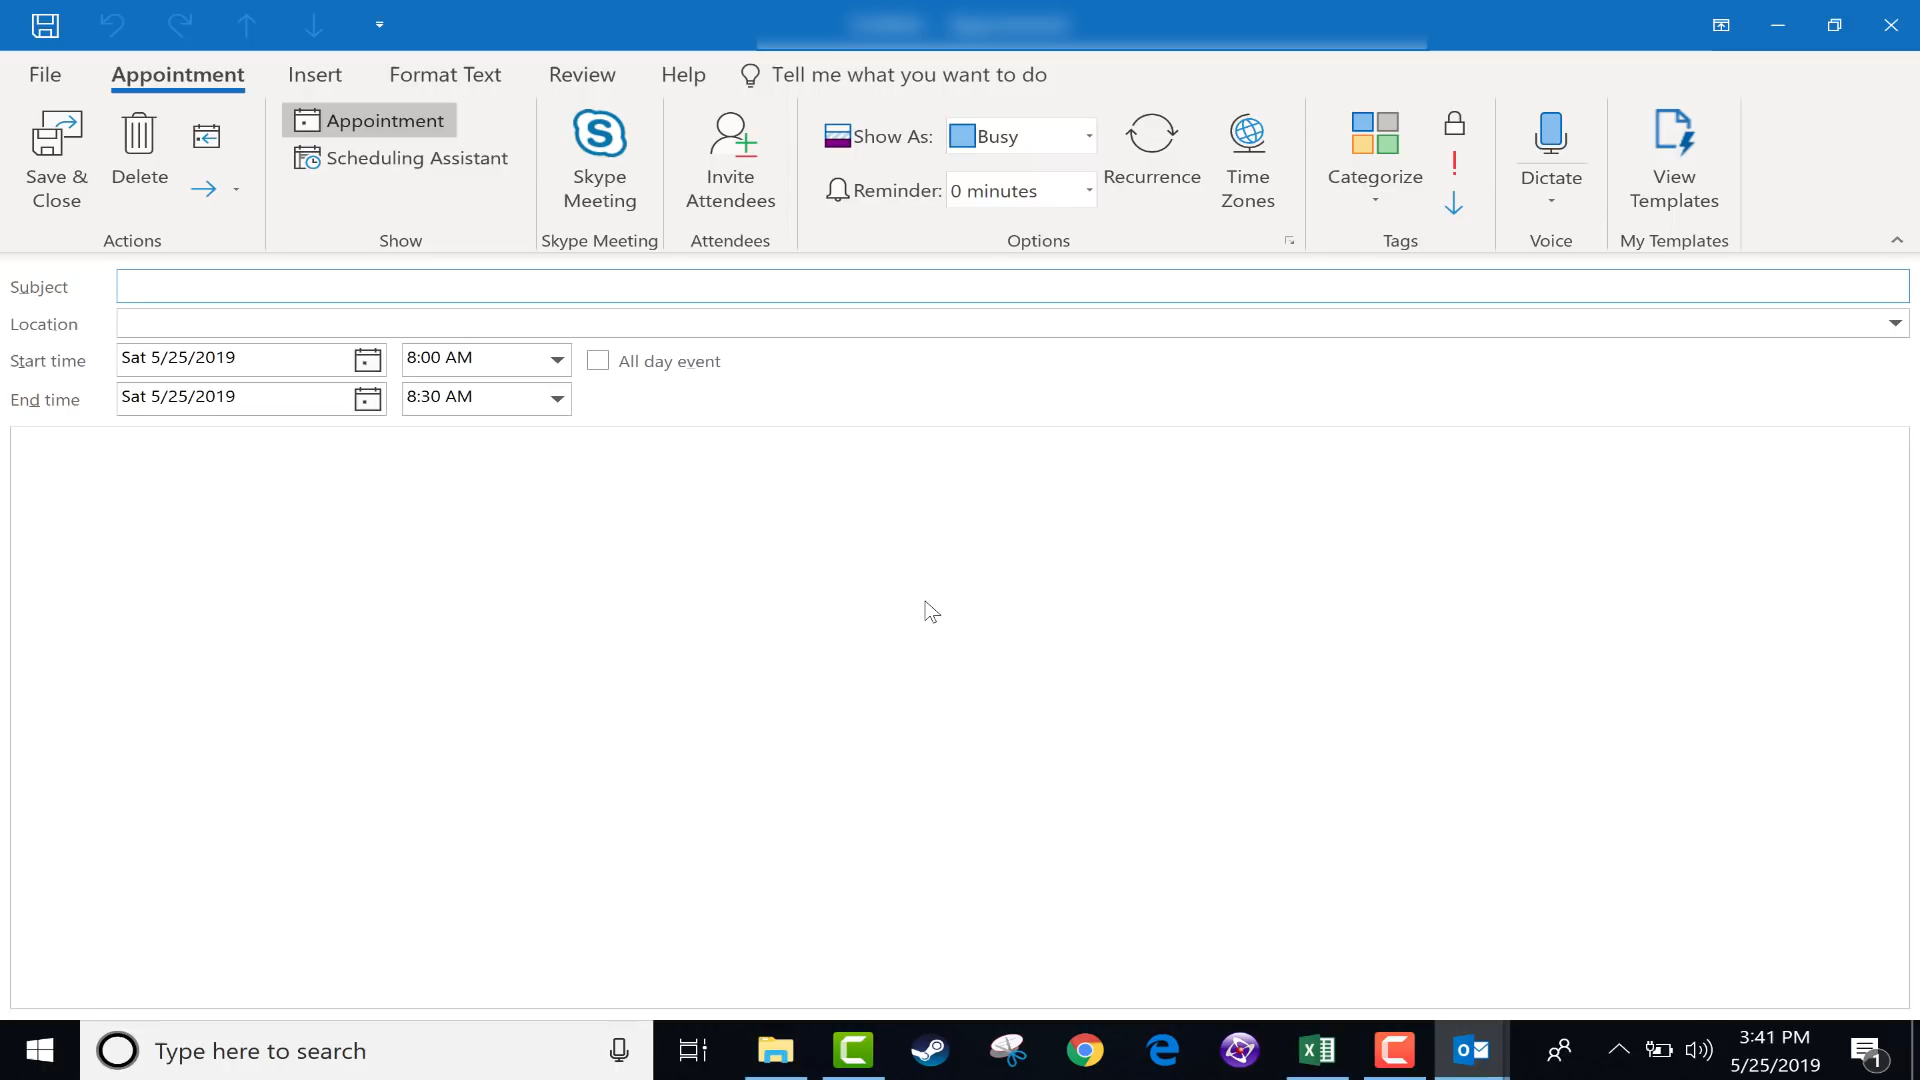 File Appointment Insert Format Text Review Help Tell me what you want to do
Save & Close
Delete
Actions
Appointment
Scheduling Assistant
Show
Skype Meeting
Skype Meeting
Invite Attendees
Attendees
Show As: Busy
Reminder: 0 minutes
Recurrence
Time Zones
Options
Categorize
Tags
Dictate
Voice
View Templates
My Templates
Subject
Location
Start time Sat 5/25/2019 8:00 AM All day event
End time Sat 5/25/2019 8:30 AM
Type here to search
3:41 PM
5/25/2019
1